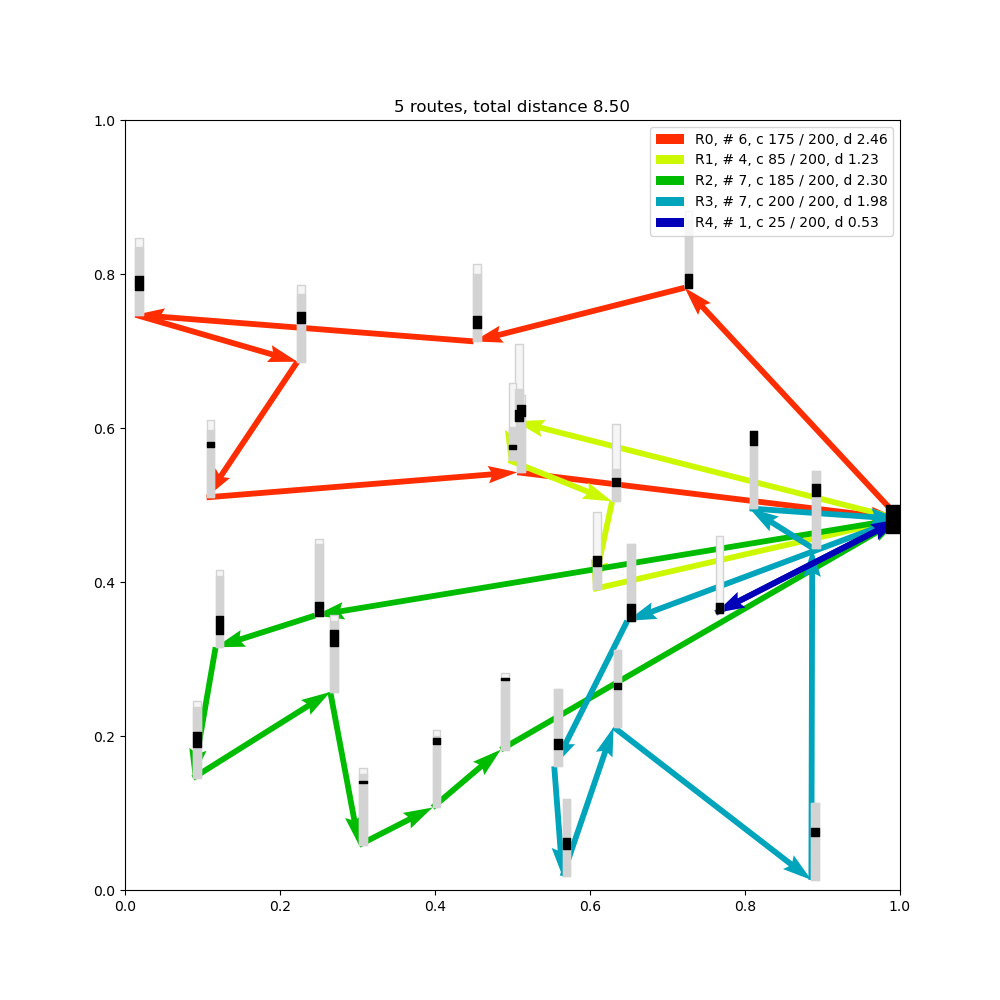 5 routes, total distance 8.50
1.0
0.8
0.6
0.4
0.2
0.0
0.0 0.2 0.4 0.6 0.8 1.0
R0, # 6, c 175 / 200, d 2.46
R1, # 4, c 85 / 200, d 1.23
R2, # 7, c 185 / 200, d 2.30
R3, # 7, c 200 / 200, d 1.98
R4, # 1, c 25 / 200, d 0.53